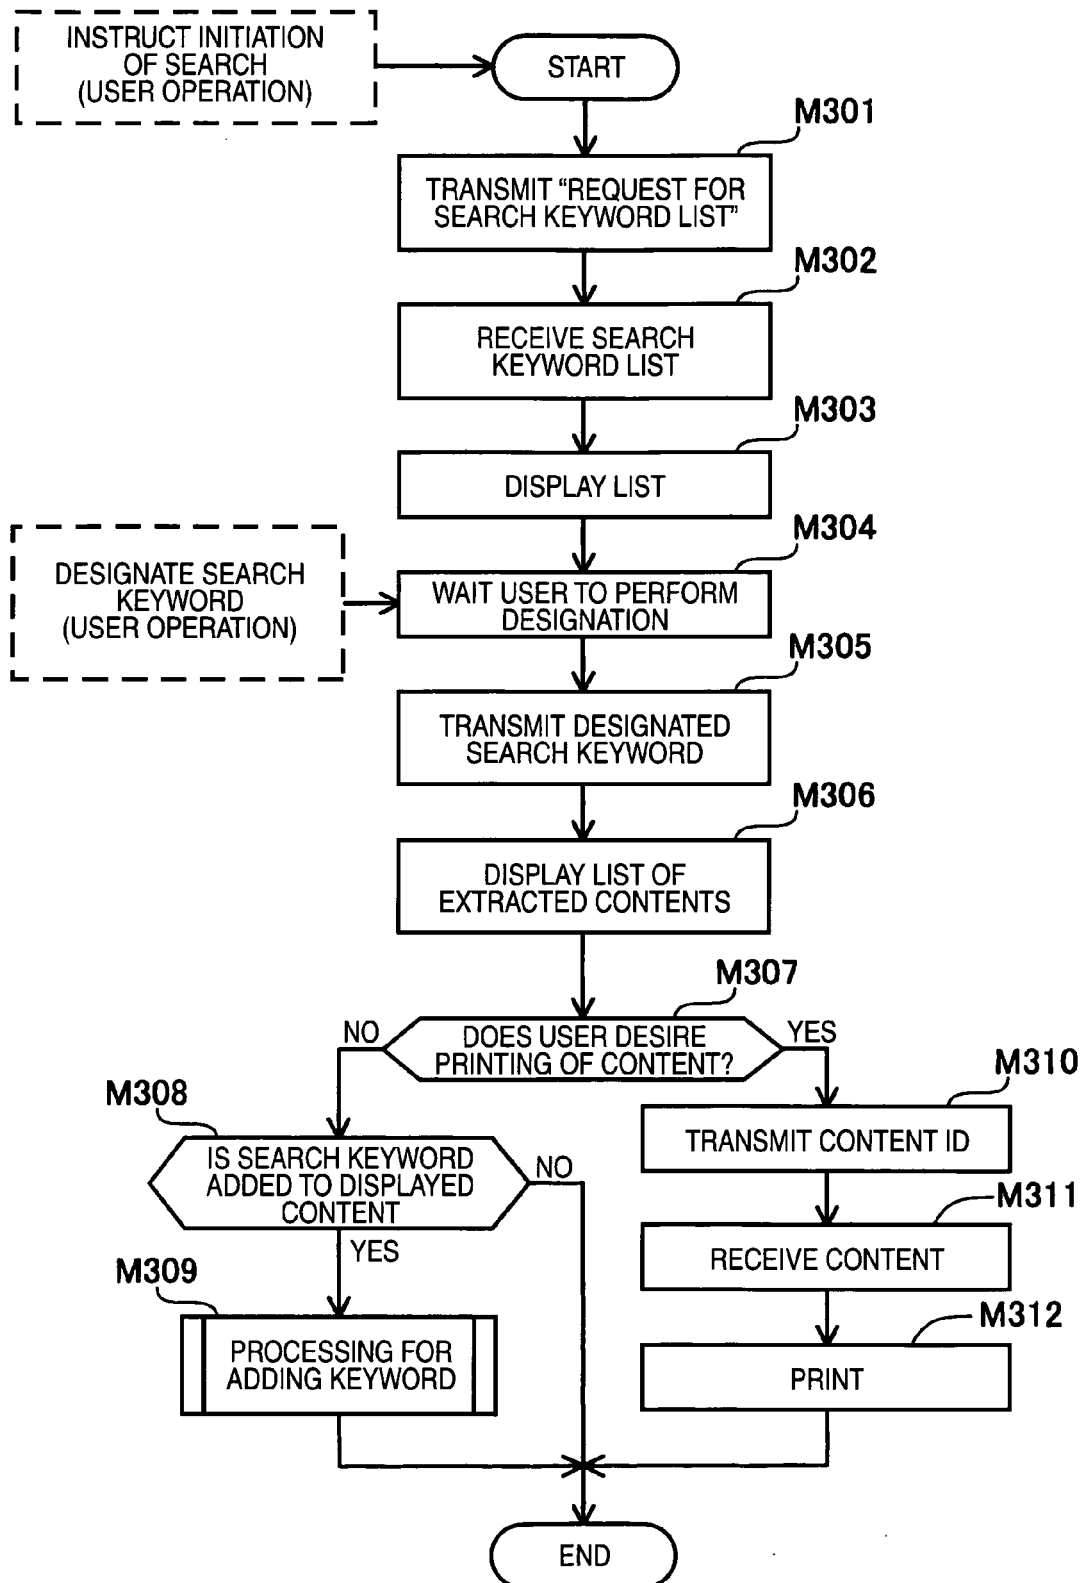 INSTRUCT INITIATION
OF SEARCH
(USER OPERATION)
START
M301
TRANSMIT “REQUEST FOR
SEARCH KEYWORD LIST”
M302
RECEIVE SEARCH
KEYWORD LIST
M303
DISPLAY LIST
M304
DESIGNATE SEARCH
KEYWORD
(USER OPERATION)
WAIT USER TO PERFORM
DESIGNATION
M305
TRANSMIT DESIGNATED
SEARCH KEYWORD
M306
DISPLAY LIST OF
EXTRACTED CONTENTS
M307
NO
DOES USER DESIRE
PRINTING OF CONTENT?
YES
M308
IS SEARCH KEYWORD
ADDED TO DISPLAYED
CONTENT
NO
YES
M309
PROCESSING FOR
ADDING KEYWORD
M310
TRANSMIT CONTENT ID
M311
RECEIVE CONTENT
M312
PRINT
END